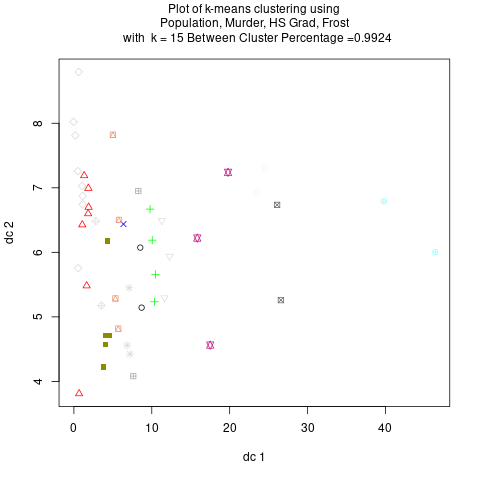 Plot of k-means clustering using
Population, Murder, HS Grad, Frost
with  k = 15 Between Cluster Percentage =0.9924
8
7
6
5
4
dc 2
0 10 20 30 40
dc 1